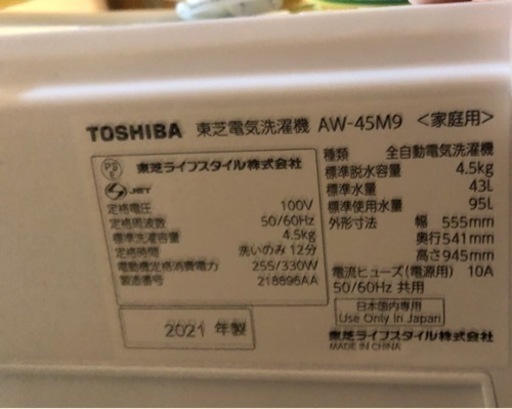 TOSHIBA 東芝電気洗濯機 AW-45M9 <家庭用>
東芝ライフスタイル株式会社
JET
定格電圧 100V
定格周波数 50/60Hz
標準洗濯容量 4.5kg
定格時間 洗いのみ 12分
電動機定格消費電力 255/330W
製造番号 218895AA
2021 年製
種類 全自動電気洗濯機
標準脱水容量 4.5kg
標準水量 43L
標準使用水量 95L
外形寸法 幅 555mm
奥行541mm
高さ945mm
電流ヒューズ(電源用) 10A
50/60Hz 共用
日本国内専用
Use Only In Japan
東芝ライフスタイル株式会社
MADE IN CHINA